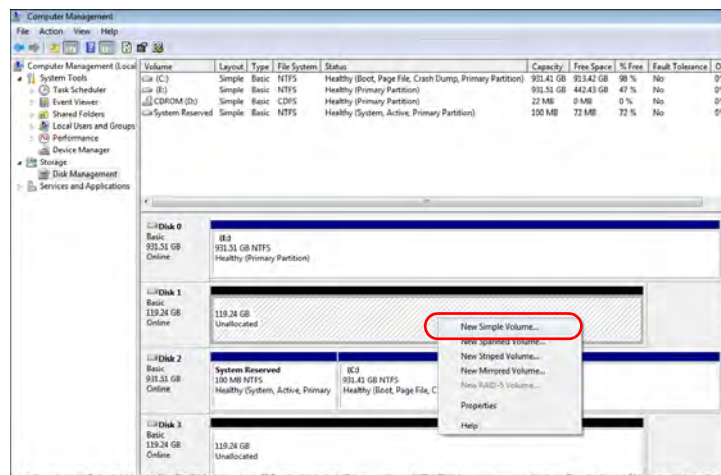 Computer Management
File Action View Help
Computer Management (Local
System Tools
Task Scheduler
Event Viewer
Shared Folders
Local Users and Groups
Performance
Device Manager
Storage
Disk Management
Services and Applications
Volume Layout Type File System Status Capacity Free Space % Free Fault Tolerance O
(C:) Simple Basic NTFS Healthy (Boot, Page File, Crash Dump, Primary Partition) 931.41 GB 913.42 GB 98 % No 0
(E:) Simple Basic NTFS Healthy (Primary Partition) 931.51 GB 442.43 GB 47 % No 0
CDROM (D:) Simple Basic CDFS Healthy (Primary Partition) 22 MB 0 MB 0 % No 0
System Reserved Simple Basic NTFS Healthy (System, Active, Primary Partition) 100 MB 72 MB 72 % No 0
Disk 0
Basic
931.51 GB
Online
(E:)
931.51 GB NTFS
Healthy (Primary Partition)
Disk 1
Basic
119.24 GB
Online
119.24 GB
Unallocated
New Simple Volume...
New Spanned Volume...
New Striped Volume...
New Mirrored Volume...
New RAID-5 Volume...
Properties
Help
Disk 2
Basic
931.51 GB
Online
System Reserved
100 MB NTFS
Healthy (System, Active, Primary
(C:)
931.41 GB NTFS
Healthy (Boot, Page File, C
Disk 3
Basic
119.24 GB
Online
119.24 GB
Unallocated